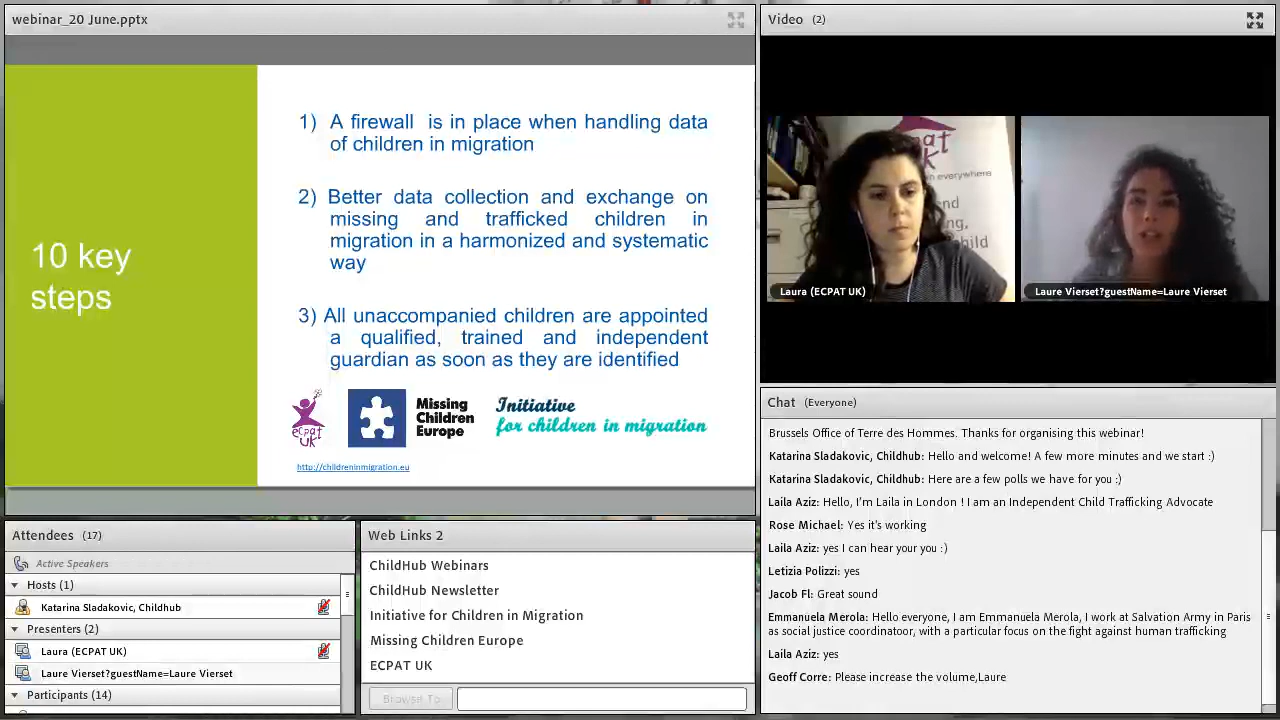 webinar_20 June.pptx
10 key
steps
1) A firewall is in place when handling data
of children in migration
2) Better data collection and exchange on
missing and trafficked children in
migration in a harmonized and systematic
way
3) All unaccompanied children are appointed
a qualified, trained and independent
guardian as soon as they are identified
ecpat
UK
Missing
Children
Europe
Initiative
for children in migration
http://childreninmigration.eu
Video (2)
pat
UK
n everywhere
Laura (ECPAT UK)
Laure Vierset?guestName=Laure Vierset
Chat (Everyone)
Brussels Office of Terre des Hommes. Thanks for organising this webinar!
Katarina Sladakovic, Childhub: Hello and welcome! A few more minutes and we start :)
Katarina Sladakovic, Childhub: Here are a few polls we have for you :)
Laila Aziz: Hello, I'm Laila in London ! I am an Independent Child Trafficking Advocate
Rose Michael: Yes it's working
Laila Aziz: yes I can hear your you :)
Letizia Polizzi: yes
Jacob Fl: Great sound
Emmanuela Merola: Hello everyone, I am Emmanuela Merola, I work at Salvation Army in Paris
as social justice coordinatoor, with a particular focus on the fight against human trafficking
Laila Aziz: yes
Geoff Corre: Please increase the volume,Laure
Attendees (17)
Active Speakers
Hosts (1)
Katarina Sladakovic, Childhub
Presenters (2)
Laura (ECPAT UK)
Laure Vierset?guestName=Laure Vierset
Participants (14)
Web Links 2
ChildHub Webinars
ChildHub Newsletter
Initiative for Children in Migration
Missing Children Europe
ECPAT UK
Browse To